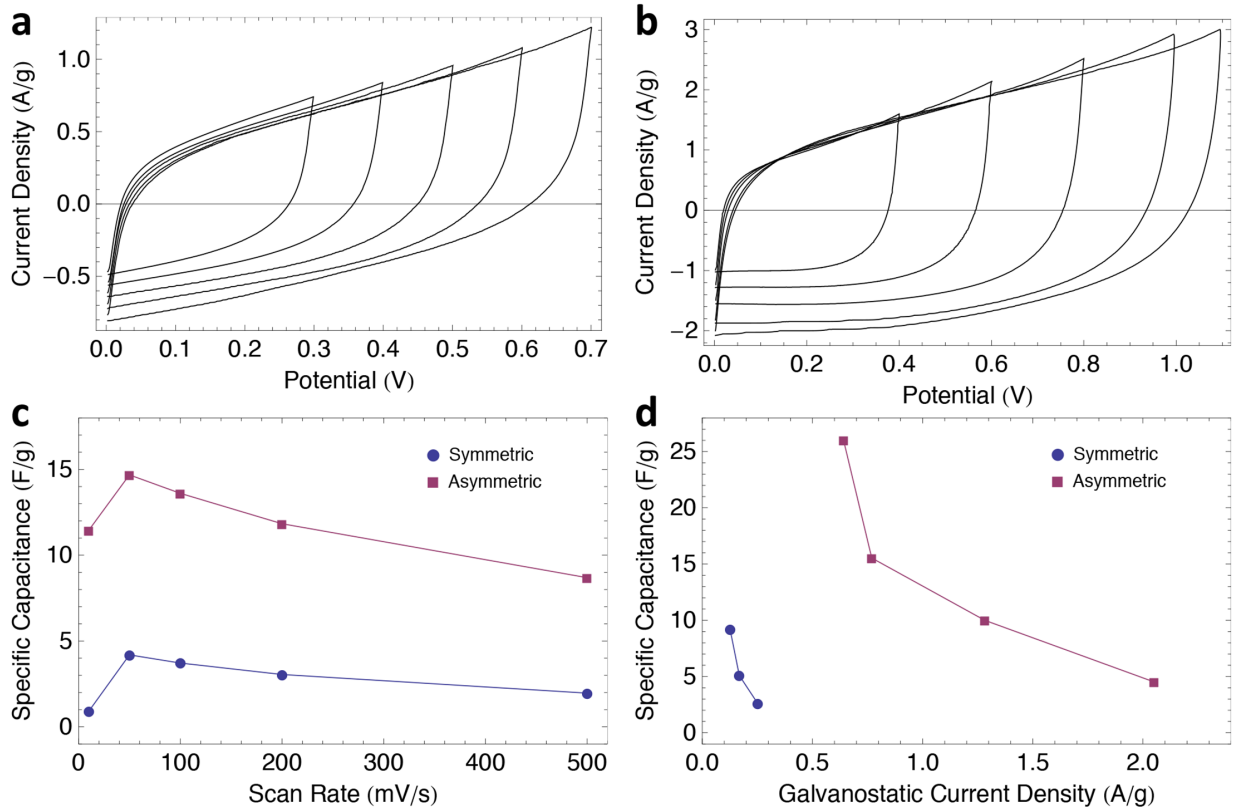 a
1.0
0.5
0.0
−0.5
Current Density (A/g)
0.0 0.1 0.2 0.3 0.4 0.5 0.6 0.7
Potential (V)
b
3
2
1
0
−1
−2
Current Density (A/g)
0.0 0.2 0.4 0.6 0.8 1.0
Potential (V)
c
15
10
5
0
Specific Capacitance (F/g)
Symmetric
Asymmetric
0 100 200 300 400 500
Scan Rate (mV/s)
d
25
20
15
10
5
0
Specific Capacitance (F/g)
Symmetric
Asymmetric
0.0 0.5 1.0 1.5 2.0
Galvanostatic Current Density (A/g)